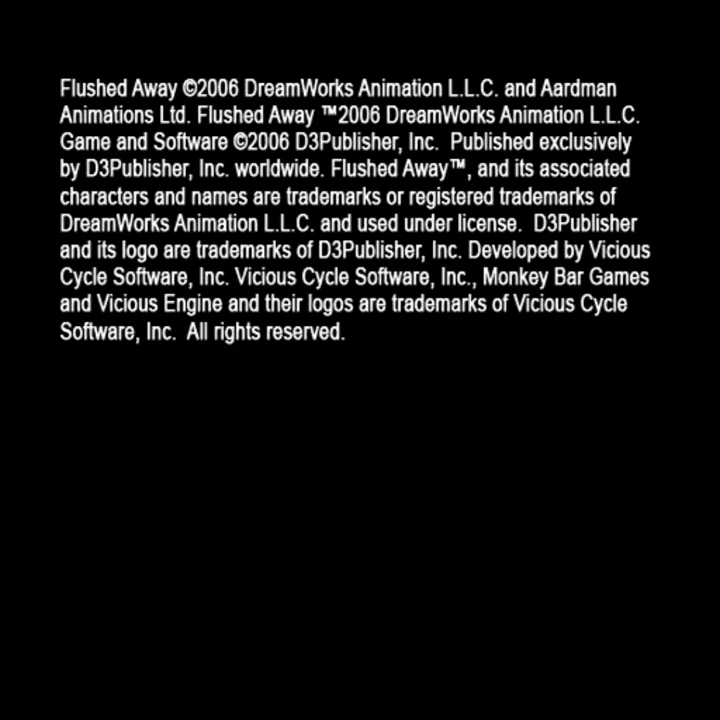 Flushed Away ©2006 DreamWorks Animation L.L.C. and Aardman
Animations Ltd. Flushed Away ™2006 DreamWorks Animation L.L.C.
Game and Software ©2006 D3Publisher, Inc.  Published exclusively
by D3Publisher, Inc. worldwide. Flushed Away™, and its associated
characters and names are trademarks or registered trademarks of
DreamWorks Animation L.L.C. and used under license.  D3Publisher
and its logo are trademarks of D3Publisher, Inc. Developed by Vicious
Cycle Software, Inc. Vicious Cycle Software, Inc., Monkey Bar Games
and Vicious Engine and their logos are trademarks of Vicious Cycle
Software, Inc.  All rights reserved.